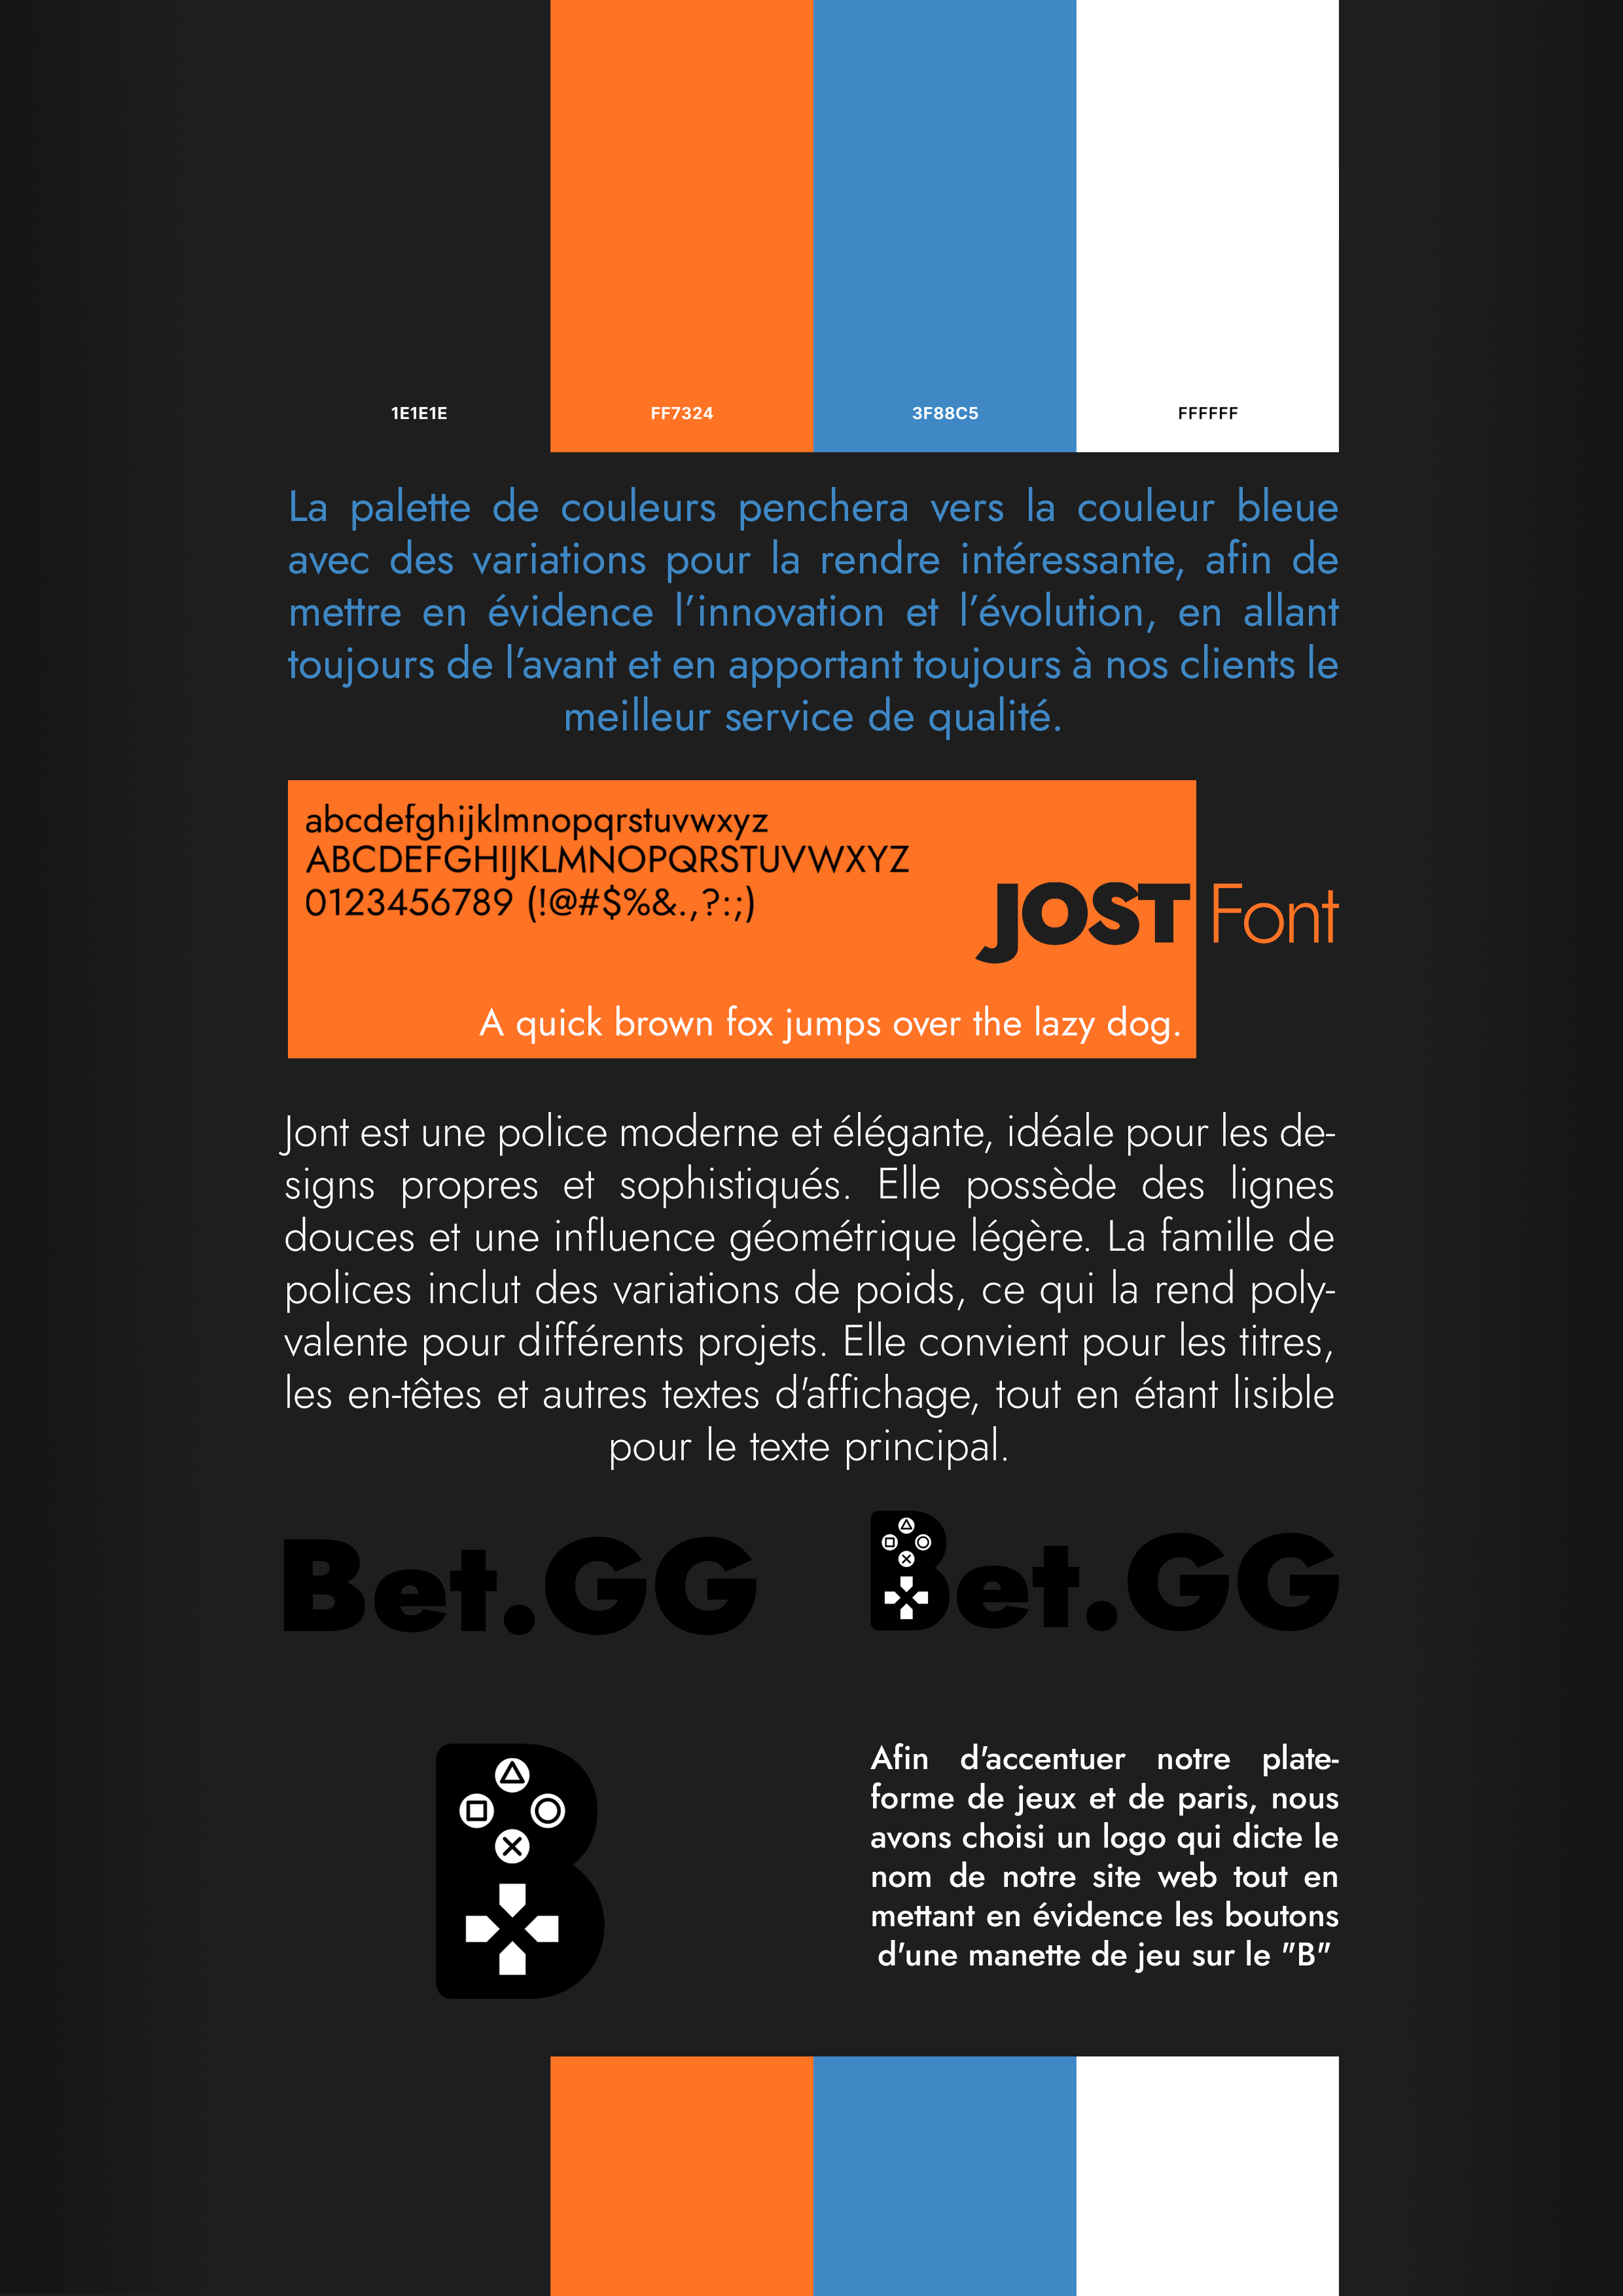 1E1E1E
FF7324
3F88C5
FFFFFF
La palette de couleurs penchera vers la couleur bleue
avec des variations pour la rendre intéressante, afin de
mettre en évidence l’innovation et l’évolution, en allant
toujours de l’avant et en apportant toujours à nos clients le
meilleur service de qualité.
abcdefghijklmnopqrstuvwxyz
ABCDEFGHIJKLMNOPQRSTUVWXYZ
0123456789 (!@#$%&.,?:;)
JOST Font
A quick brown fox jumps over the lazy dog.
Jont est une police moderne et élégante, idéale pour les de-
signs propres et sophistiqués. Elle possède des lignes
douces et une influence géométrique légère. La famille de
polices inclut des variations de poids, ce qui la rend poly-
valente pour différents projets. Elle convient pour les titres,
les en-têtes et autres textes d'affichage, tout en étant lisible
pour le texte principal.
Bet.GG
Bet.GG
B
Afin d'accentuer notre plate-
forme de jeux et de paris, nous
avons choisi un logo qui dicte le
nom de notre site web tout en
mettant en évidence les boutons
d'une manette de jeu sur le "B"